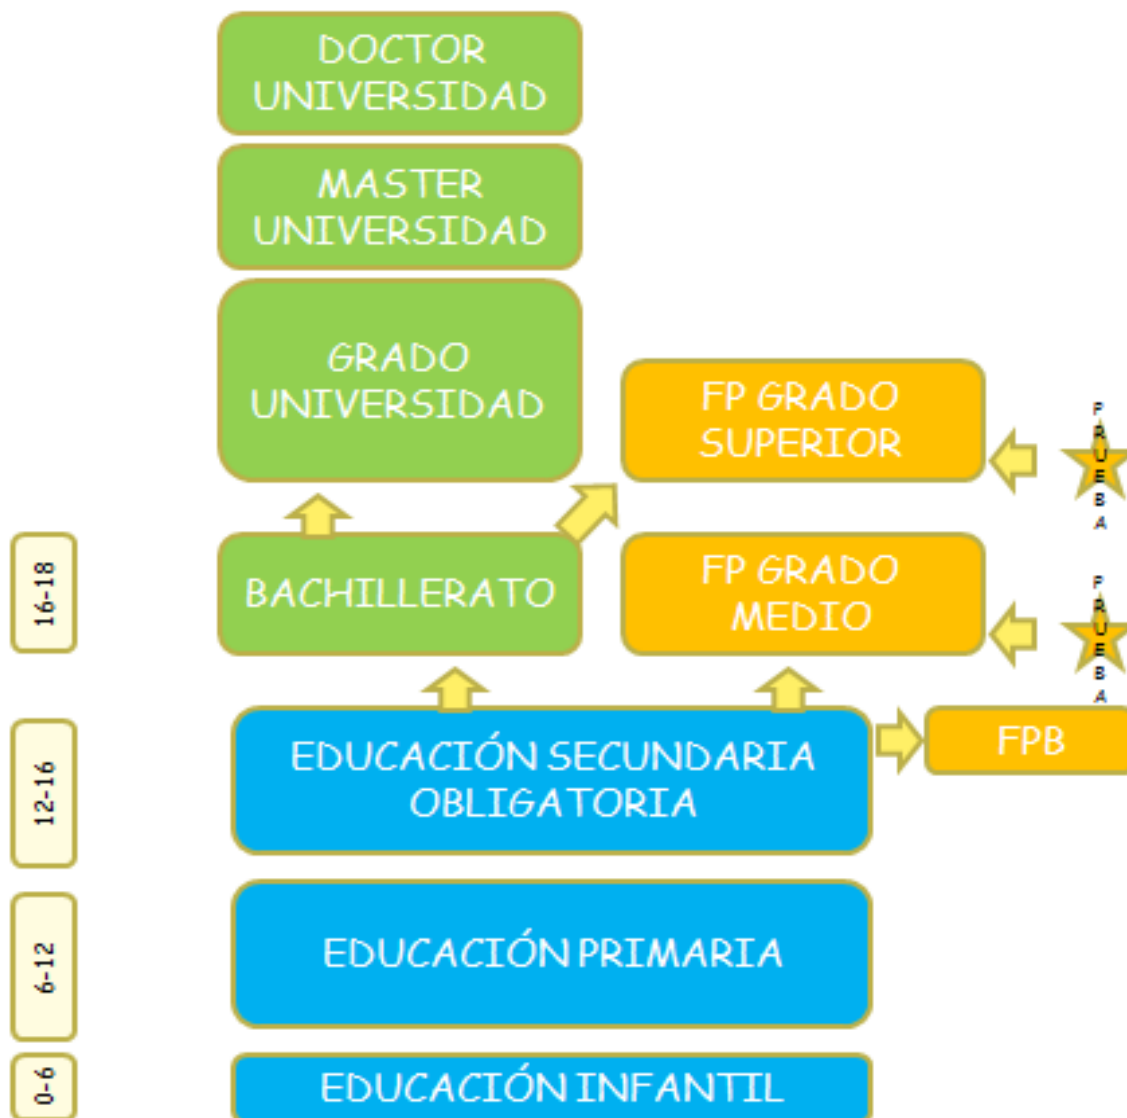 DOCTOR
UNIVERSIDAD
MASTER
UNIVERSIDAD
GRADO
UNIVERSIDAD
FP GRADO
SUPERIOR
PRUEBA
16-18
BACHILLERATO
FP GRADO
MEDIO
PRUEBA
12-16
EDUCACIÓN SECUNDARIA
OBLIGATORIA
FPB
6-12
EDUCACIÓN PRIMARIA
0-6
EDUCACIÓN INFANTIL